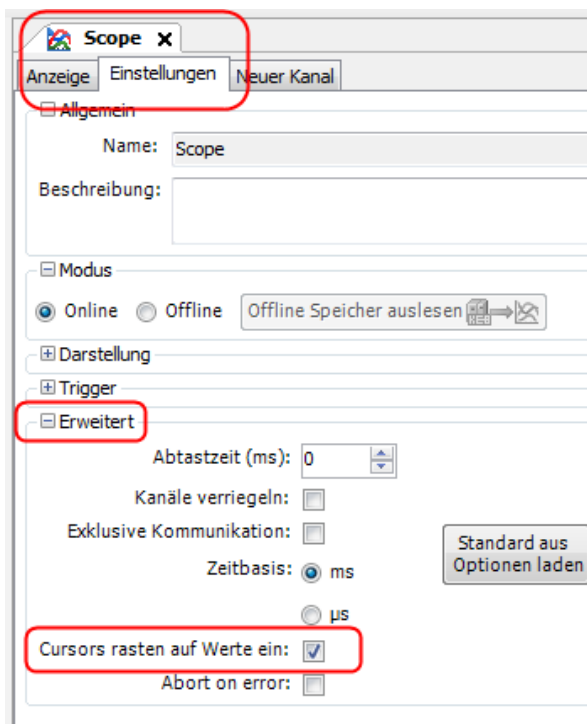 Scope
Anzeige Einstellungen Neuer Kanal
Allgemein
Name: Scope
Beschreibung:
Modus
Online Offline Offline Speicher auslesen
Darstellung
Trigger
Erweitert
Abtastzeit (ms): 0
Kanäle verriegeln:
Exklusive Kommunikation:
Standard aus
Optionen laden
Zeitbasis: ms
µs
Cursors rasten auf Werte ein:
Abort on error: